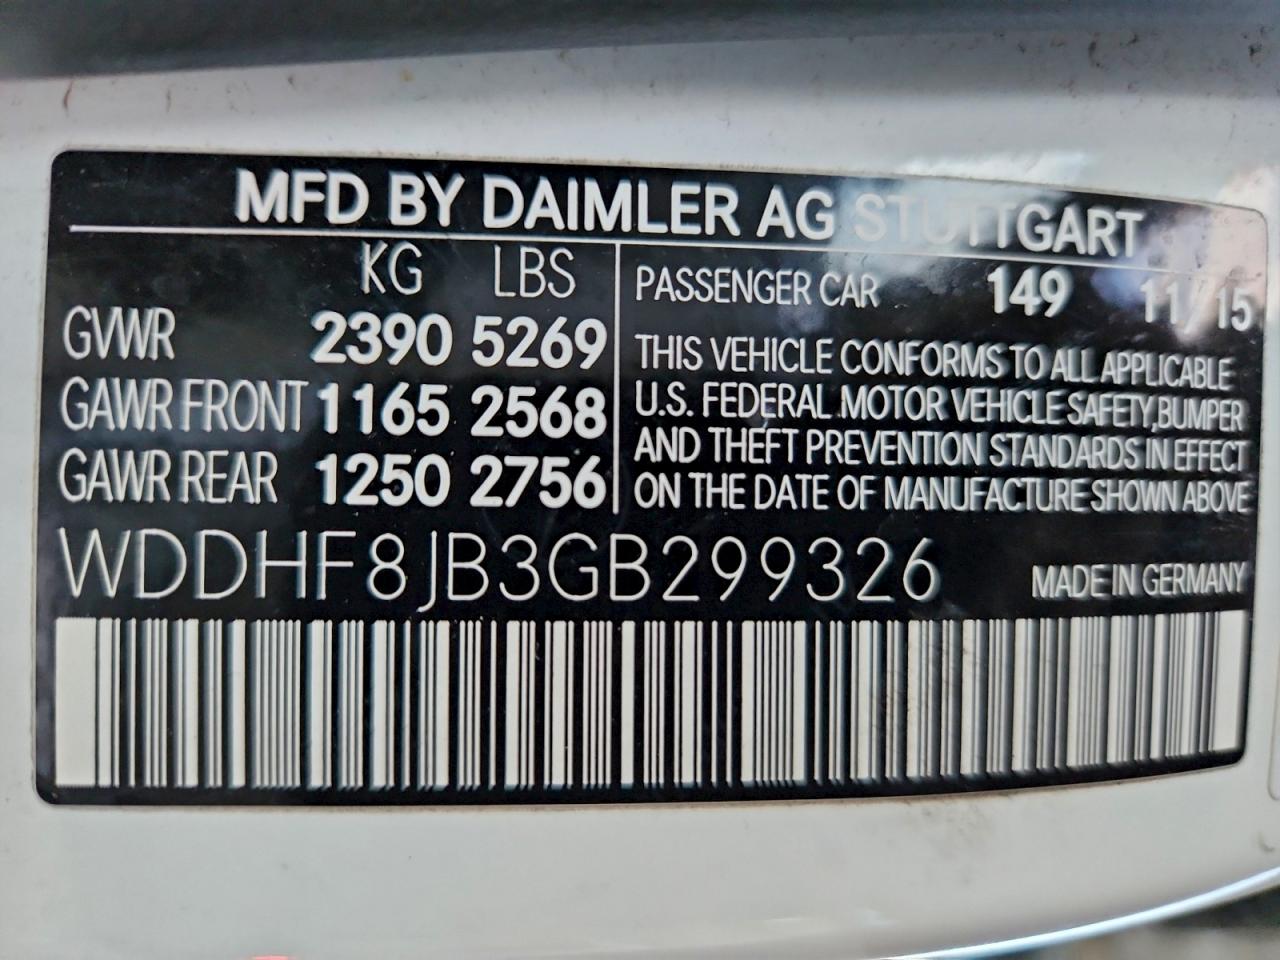 MFD BY DAIMLER AG STUTTGART
KG LBS
GVWR 2390 5269
GAWR FRONT 1165 2568
GAWR REAR 1250 2756
PASSENGER CAR 149 11/15
THIS VEHICLE CONFORMS TO ALL APPLICABLE
U.S. FEDERAL MOTOR VEHICLE SAFETY, BUMPER
AND THEFT PREVENTION STANDARDS IN EFFECT
ON THE DATE OF MANUFACTURE SHOWN ABOVE
WDDHF8JB3GB299326 MADE IN GERMANY